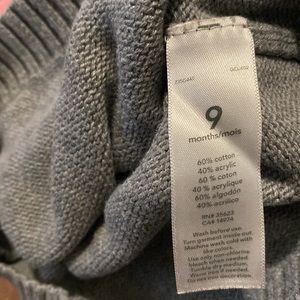 9
months/mois
60% cotton
40% acrylic
60 % coton
40 % acrylique
60% algodón
40% acrílico
RN# 35623
CA# 14974
Wash before use.
Turn garment inside out.
Machine wash cold with
like colors.
Use only non-chlorine
bleach when needed.
Tumble dry medium.
Warm iron if needed.